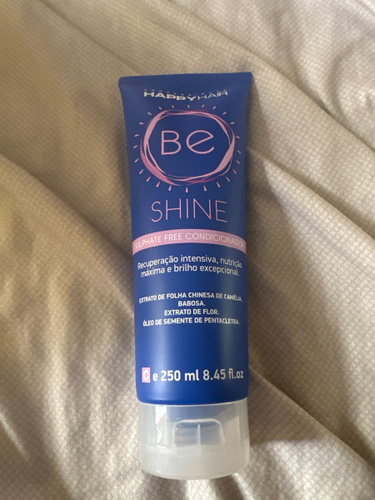 HAPPYHAIR
Be
SHINE
SULPHATE FREE CONDICIONADOR
Recuperação intensiva, nutrição
máxima e brilho excepcional.
EXTRATO DE FOLHA CHINESA DE CAMÉLIA.
BABOSA.
EXTRATO DE FLOR.
ÓLEO DE SEMENTE DE PENTACLETRA.
C e 250 ml 8.45 fl.oz